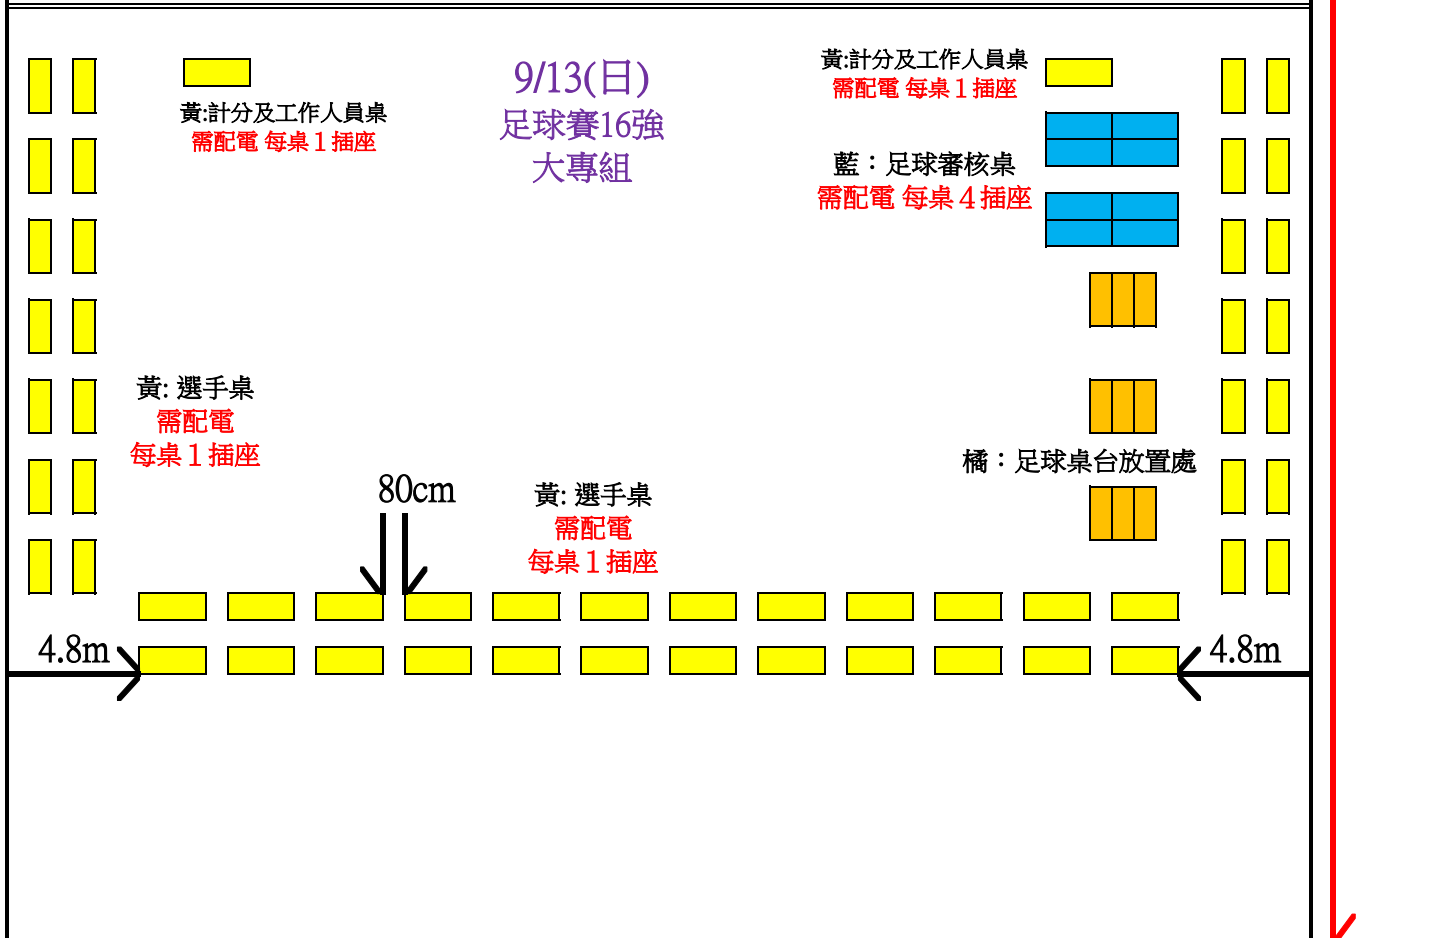 9/13(日)
足球賽16強
大專組
黃:計分及工作人員桌
需配電 每桌 1 插座
黃:計分及工作人員桌
需配電 每桌 1 插座
藍：足球審核桌
需配電 每桌 4 插座
黃: 選手桌
需配電
每桌 1 插座
橘：足球桌台放置處
80cm
黃: 選手桌
需配電
每桌 1 插座
4.8m
4.8m